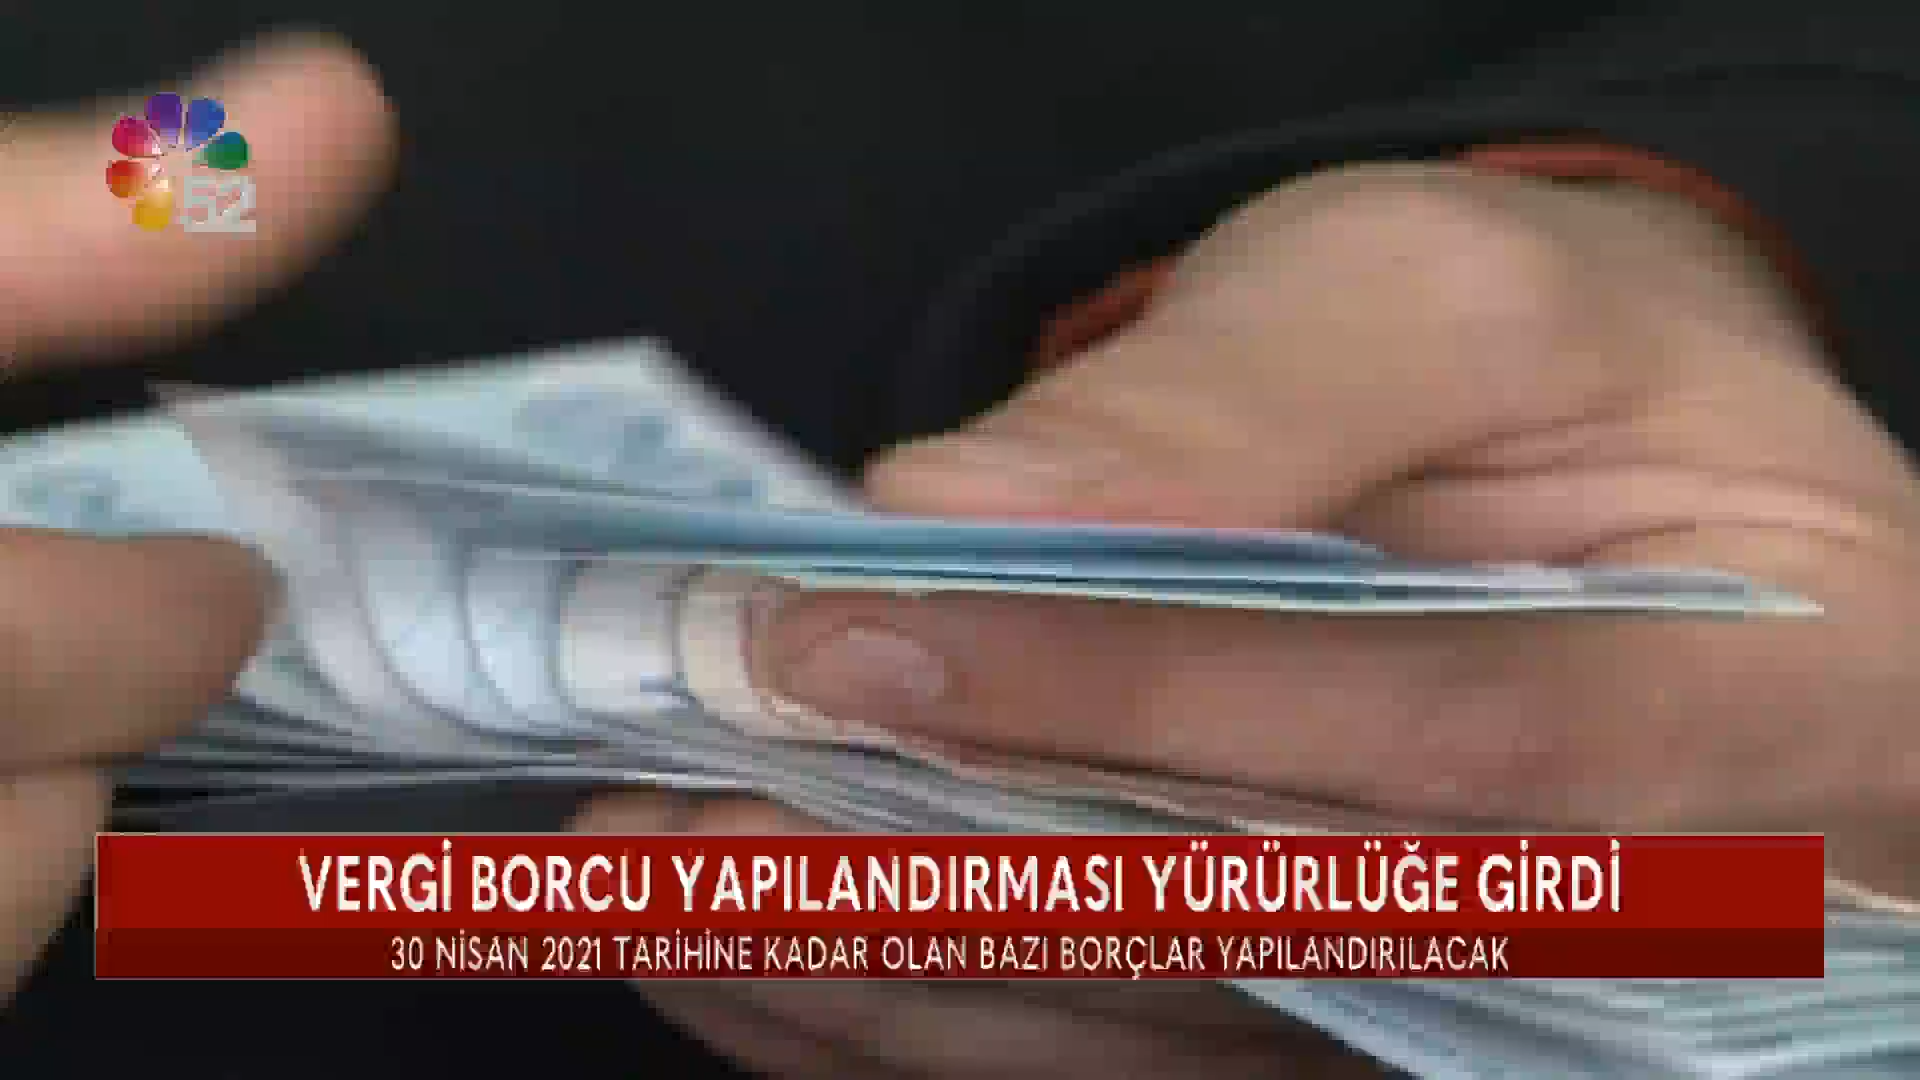 52
VERGİ BORCU YAPILANDIRMASI YÜRÜRLÜĞE GİRDİ
30 NİSAN 2021 TARİHİNE KADAR OLAN BAZI BORÇLAR YAPILANDIRILACAK